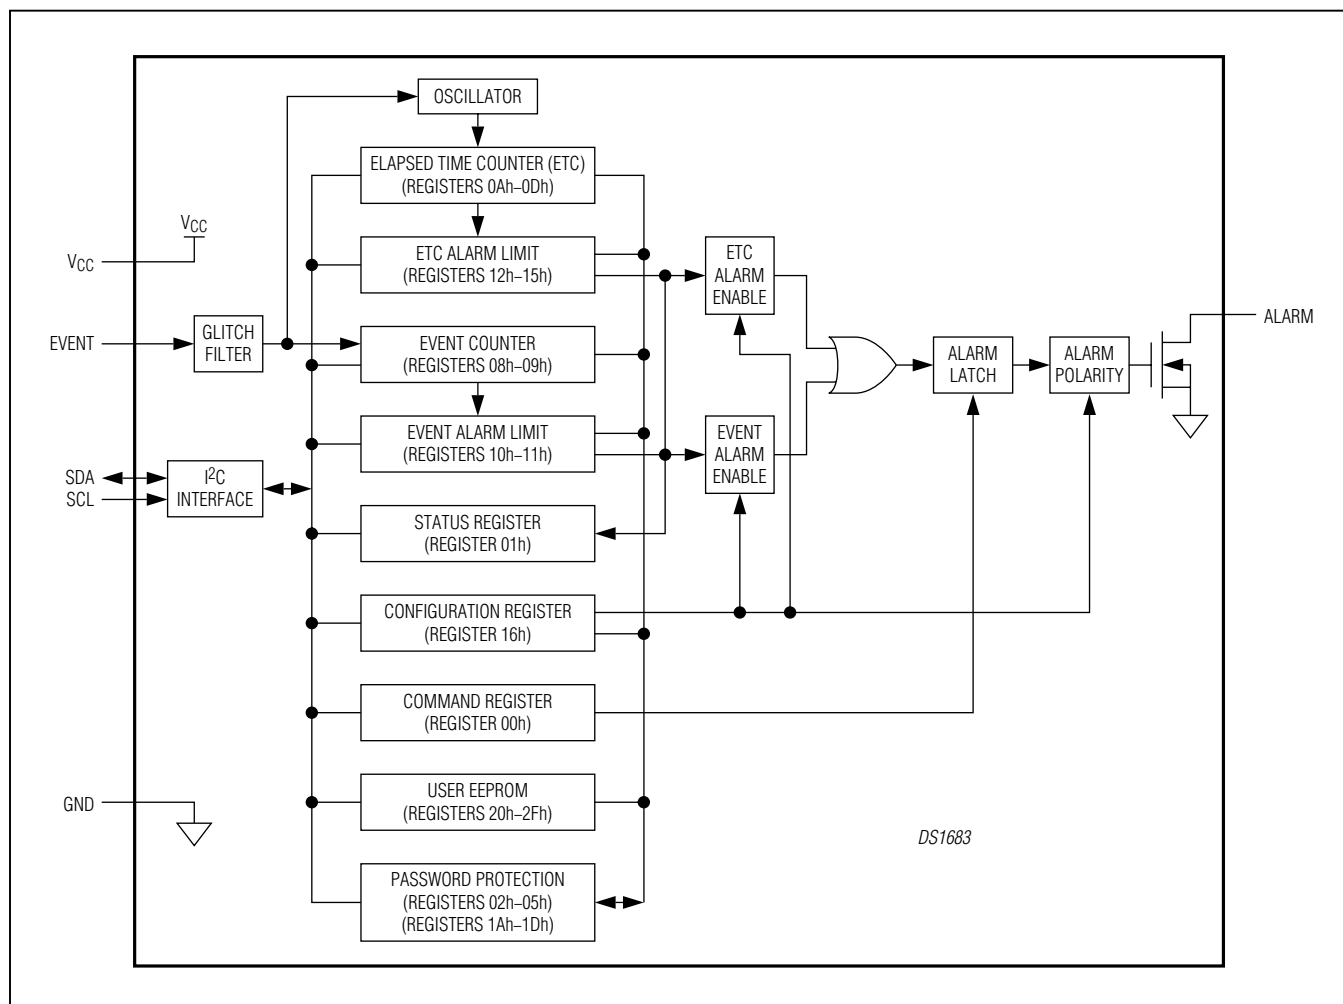 OSCILLATOR
ELAPSED TIME COUNTER (ETC)
(REGISTERS 0Ah–0Dh)
VCC
VCC
ETC ALARM LIMIT
(REGISTERS 12h–15h)
ETC
ALARM
ENABLE
EVENT
GLITCH
FILTER
EVENT COUNTER
(REGISTERS 08h–09h)
ALARM
LATCH
ALARM
POLARITY
ALARM
EVENT ALARM LIMIT
(REGISTERS 10h–11h)
EVENT
ALARM
ENABLE
SDA
SCL
I2C
INTERFACE
STATUS REGISTER
(REGISTER 01h)
CONFIGURATION REGISTER
(REGISTER 16h)
COMMAND REGISTER
(REGISTER 00h)
GND
USER EEPROM
(REGISTERS 20h–2Fh)
DS1683
PASSWORD PROTECTION
(REGISTERS 02h–05h)
(REGISTERS 1Ah–1Dh)